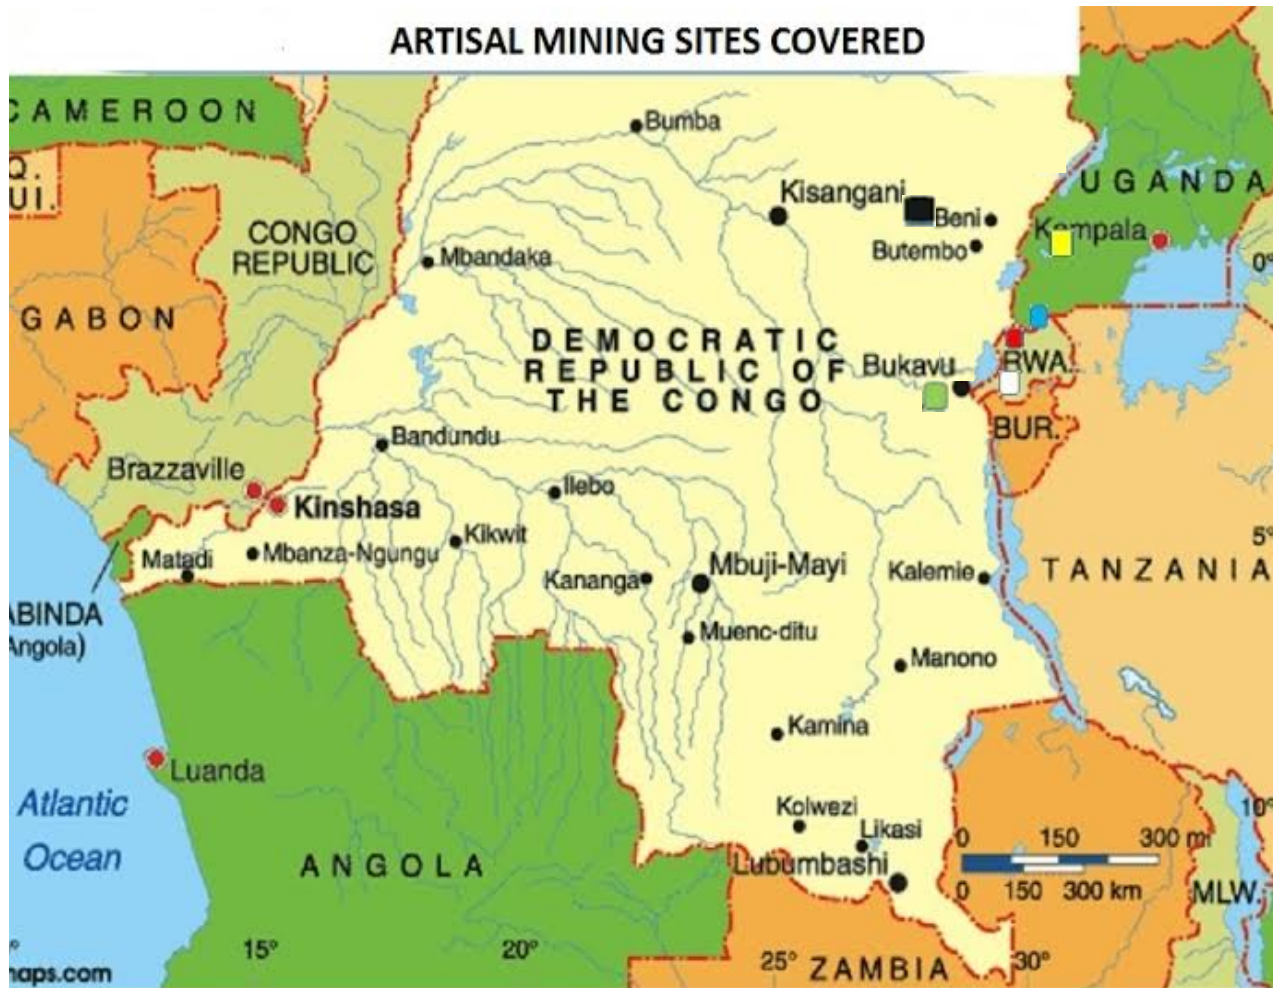 ARTISAL MINING SITES COVERED
CAMEROON
Bumba
Q.
UI.
Kisangani
UGANDA
Beni
Kampala
CONGO
REPUBLIC
Mbandaka
Butembo
0°
GABON
DEMOCRATIC
REPUBLIC OF
THE CONGO
Bukavu
RWA.
BUR.
Bandundu
Brazzaville
Kinshasa
Ilebo
Kikwit
Matadi
Mbanza-Ngungu
Kananga
Mbuji-Mayi
Kalemie
5°
TANZANIA
ABINDA
Angola)
Muenc-ditu
Manono
Kamina
Luanda
Atlantic
Ocean
Kolwezi
Likasi
Lubumbashi
0 150 300 mi
0 150 300 km
10°
ANGOLA
MLW.
15°
20°
25°
ZAMBIA
30°
naps.com